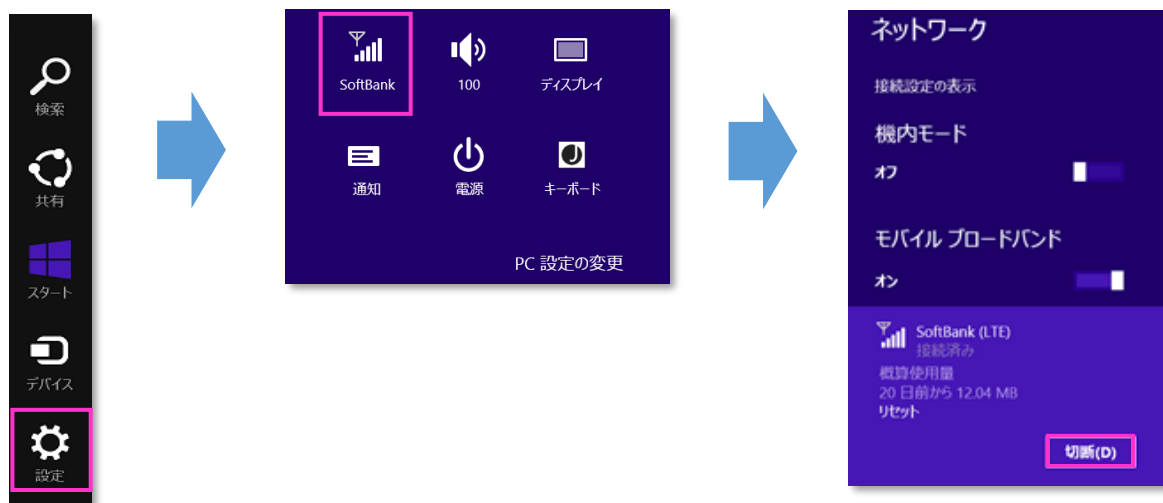 検索
共有
スタート
デバイス
設定
SoftBank
100
ディスプレイ
通知
電源
キーボード
PC 設定の変更
ネットワーク
接続設定の表示
機内モード
オフ
モバイル ブロードバンド
オン
SoftBank (LTE)
接続済み
概算使用量
20 日前から 12.04 MB
リセット
切断(D)